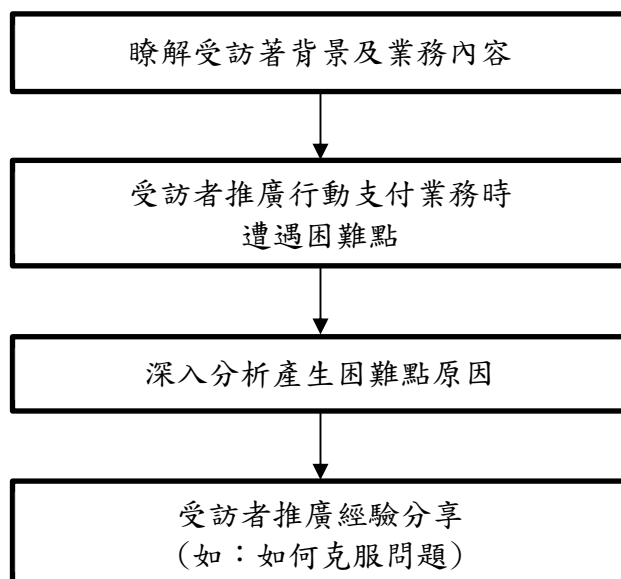 瞭解受訪著背景及業務內容
受訪者推廣行動支付業務時
遭遇困難點
深入分析產生困難點原因
受訪者推廣經驗分享
(如：如何克服問題)